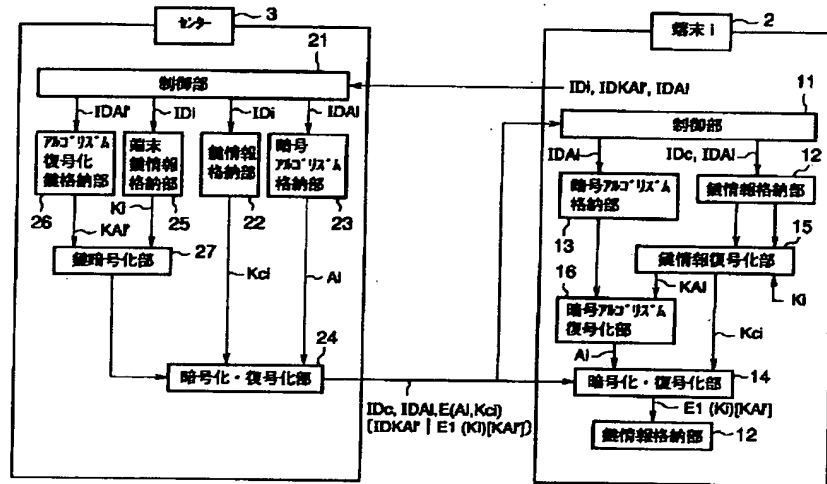 センター
3
21
制御部
IDAi'
IDi
IDi
IDAi
アルゴリズム
復号化
鍵格納部
端末
鍵情報
格納部
鍵情報
格納部
暗号
アルゴリズム
格納部
26
Ki
25
22
23
KAi'
27
鍵暗号化部
Kci
Ai
24
暗号化・復号化部
IDi, IDKAi', IDAi
IDc, IDAi, E(Ai,Kci)
〔IDKAi' | E1 (Ki)[KAi']〕
端末 i
2
11
制御部
IDAi
IDc, IDAi
12
暗号アルゴリズム
格納部
鍵情報格納部
13
15
鍵情報復号化部
16
KAi
Ki
暗号アルゴリズム
復号化部
Kci
Ai
暗号化・復号化部
14
E1 (Ki)[KAi']
鍵情報格納部
12